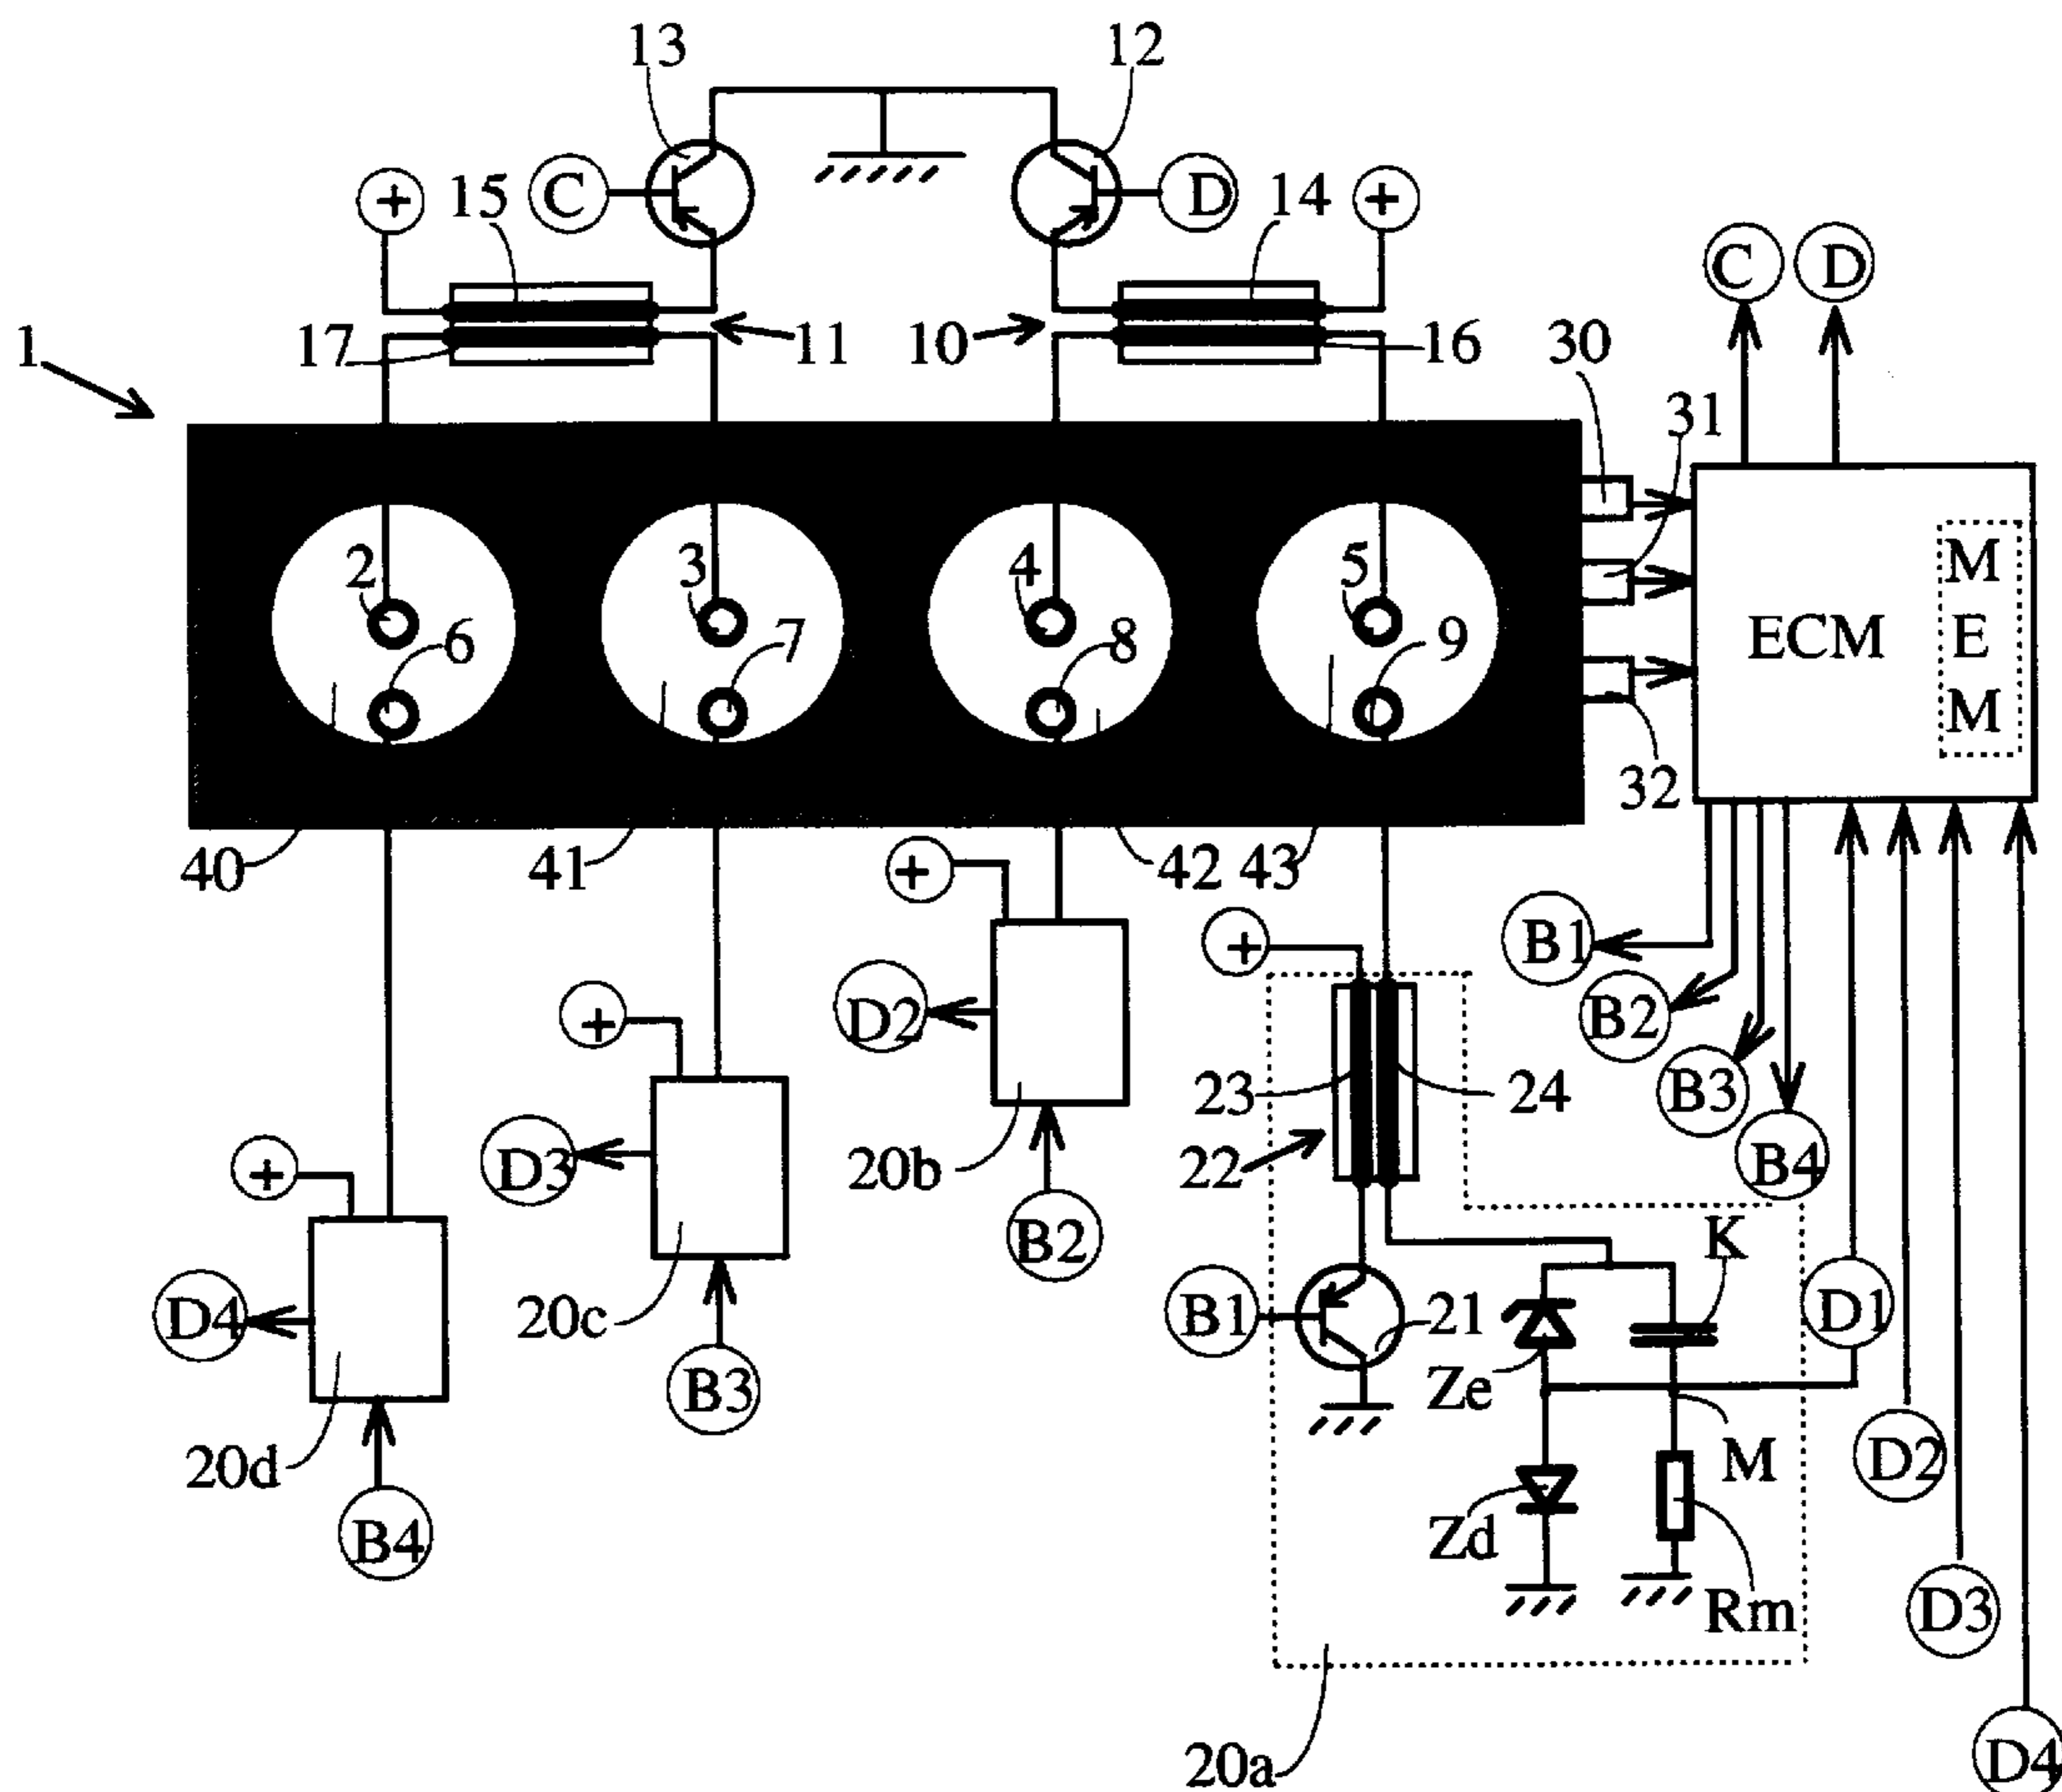 13
12
+
15
C
D
14
+
C
D
17
11
10
16
30
1
31
2
3
4
5
6
7
8
9
ECM
M
E
M
32
40
41
42
43
+
+
B1
D2
B2
+
23
24
B3
D3
20b
22
B4
+
B2
K
D4
20c
B1
21
D1
Ze
B3
20d
M
D2
B4
Zd
Rm
D3
20a
D4